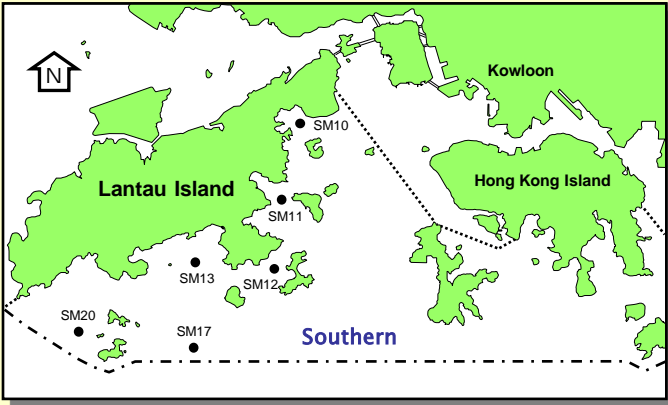 N
Kowloon
SM10
Lantau Island
Hong Kong Island
SM11
SM13
SM12
SM20
SM17
Southern